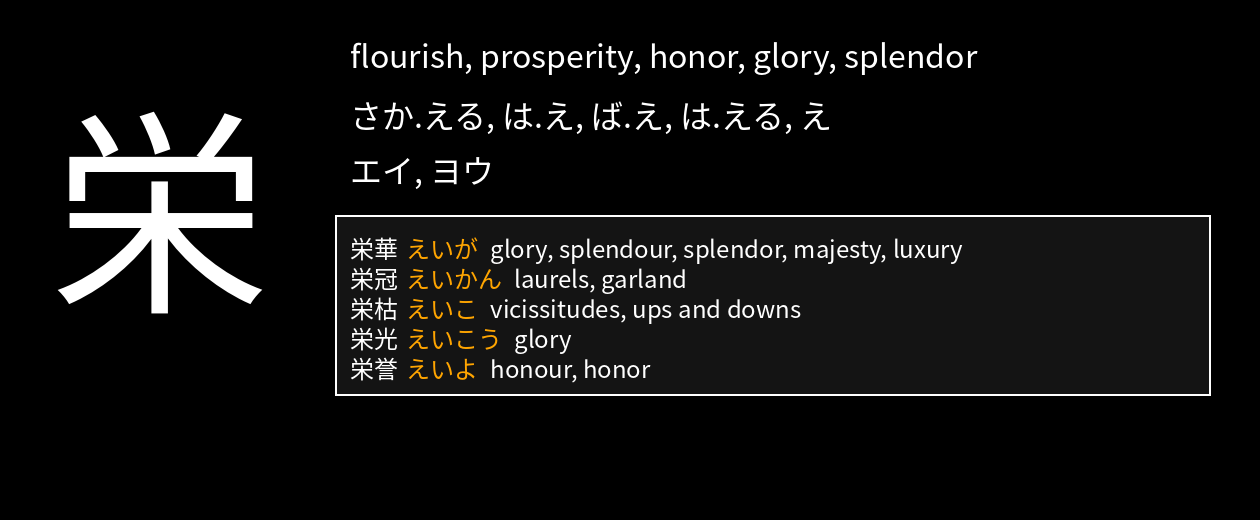 栄
flourish, prosperity, honor, glory, splendor
さか.える, は.え, ば.え, は.える, え
エイ, ヨウ
栄華 えいが glory, splendour, splendor, majesty, luxury
栄冠 えいかん laurels, garland
栄枯 えいこ vicissitudes, ups and downs
栄光 えいこう glory
栄誉 えいよ honour, honor